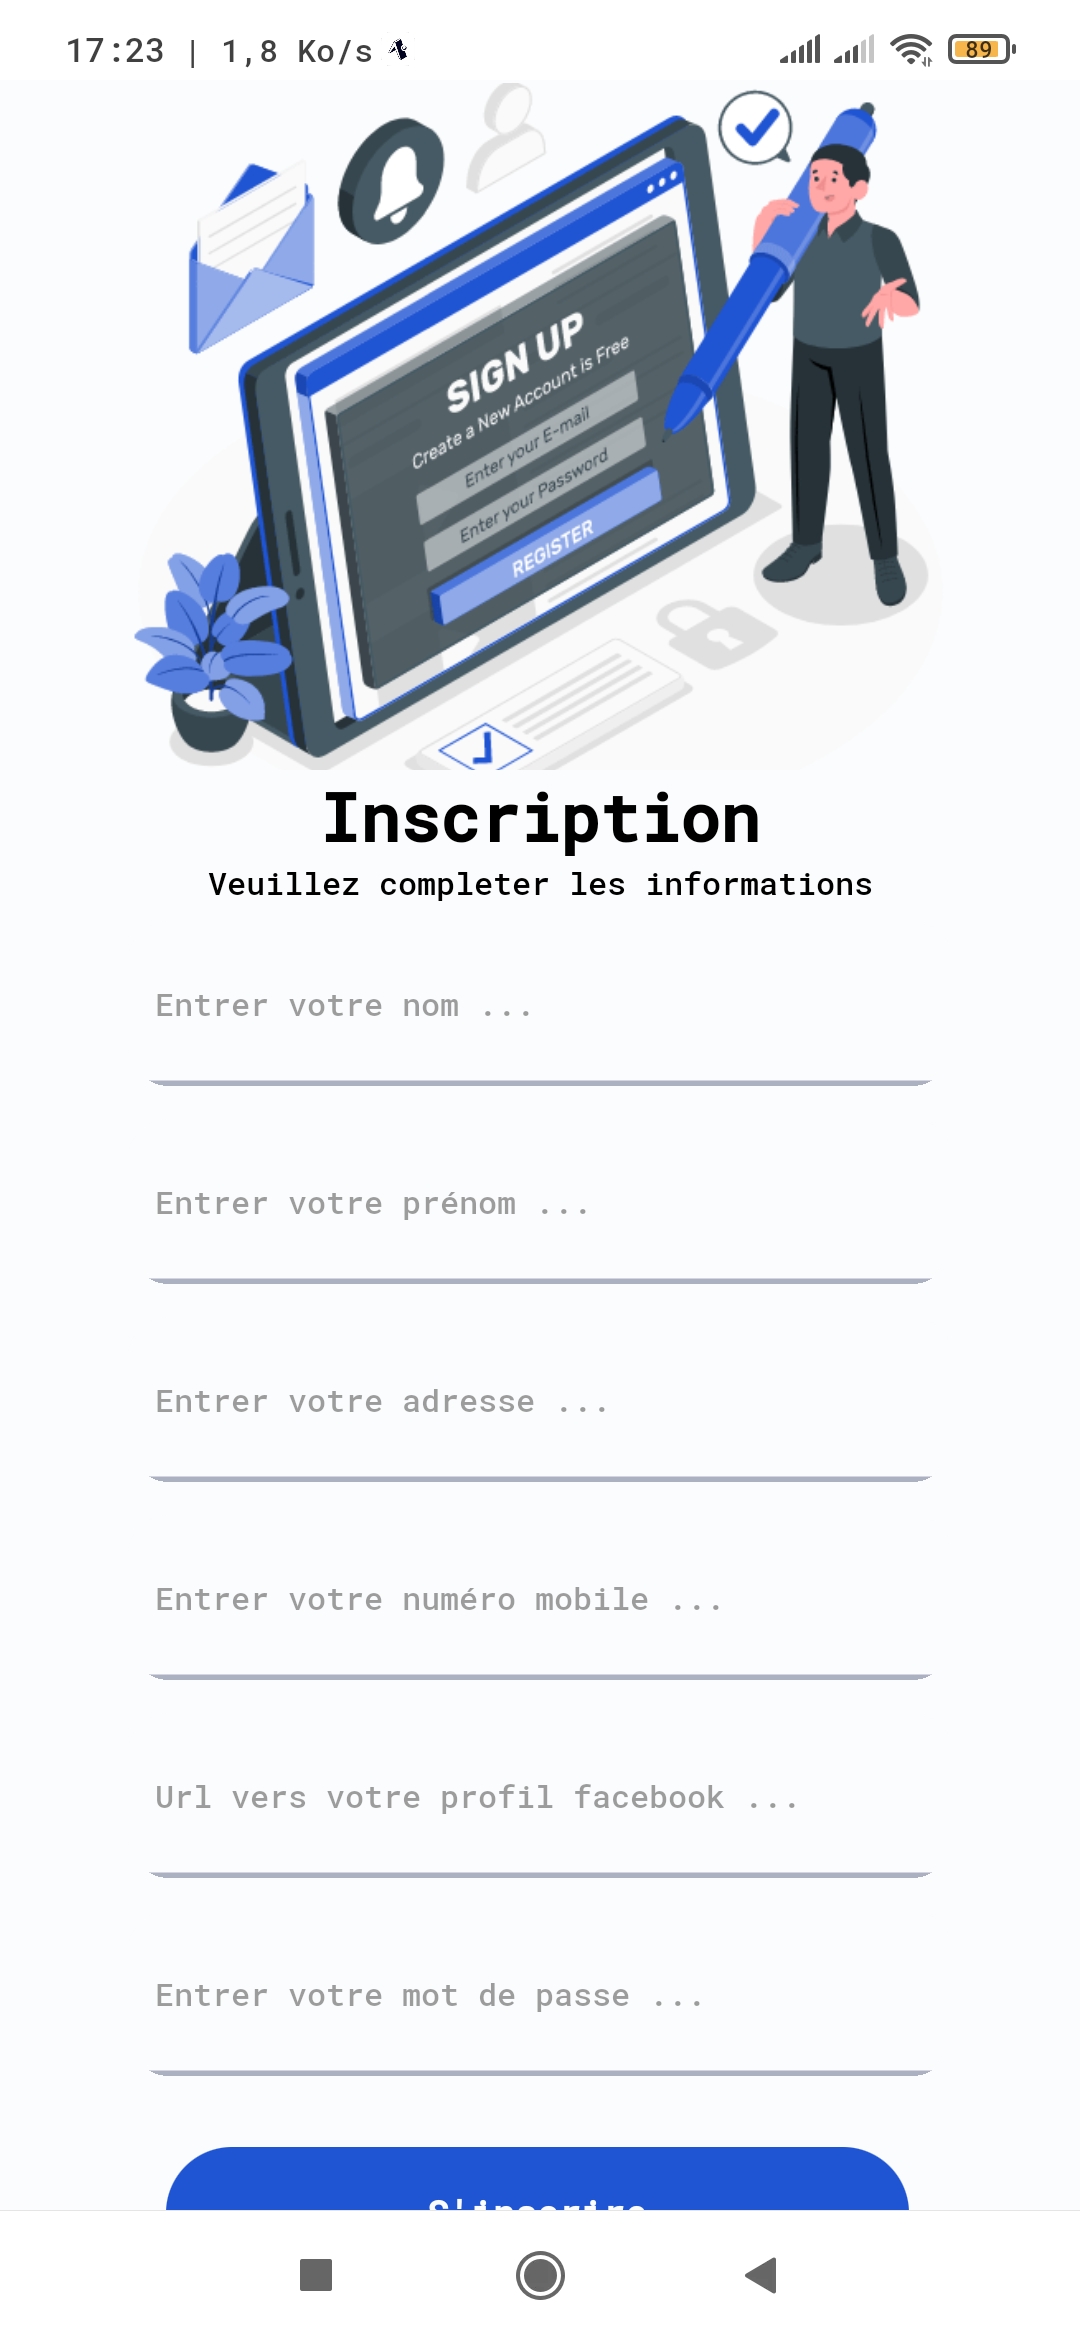 17:23 | 1,8 Ko/s
89
SIGN UP
Create a New Account is Free
Enter your E-mail
Enter your Password
REGISTER
Inscription
Veuillez completer les informations
Entrer votre nom ...
Entrer votre prénom ...
Entrer votre adresse ...
Entrer votre numéro mobile ...
Url vers votre profil facebook ...
Entrer votre mot de passe ...
S'inscrire